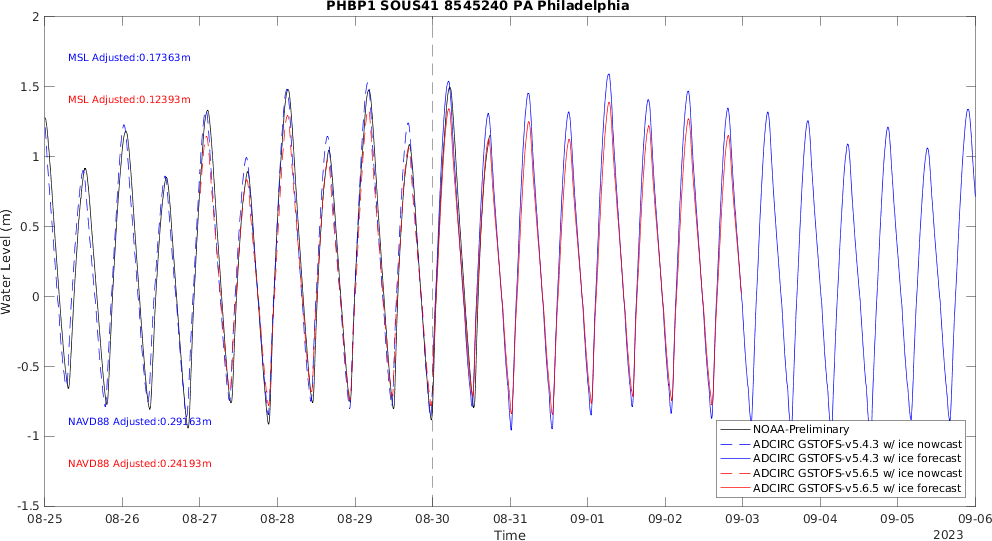 PHBP1 SOUS41 8545240 PA Philadelphia
2
1.5
1
0.5
0
-0.5
-1
-1.5
Water Level (m)
MSL Adjusted:0.17363m
MSL Adjusted:0.12393m
NAVD88 Adjusted:0.29163m
NAVD88 Adjusted:0.24193m
NOAA-Preliminary
ADCIRC GSTOFS-v5.4.3 w/ ice nowcast
ADCIRC GSTOFS-v5.4.3 w/ ice forecast
ADCIRC GSTOFS-v5.6.5 w/ ice nowcast
ADCIRC GSTOFS-v5.6.5 w/ ice forecast
08-25 08-26 08-27 08-28 08-29 08-30 08-31 09-01 09-02 09-03 09-04 09-05 09-06
Time
2023